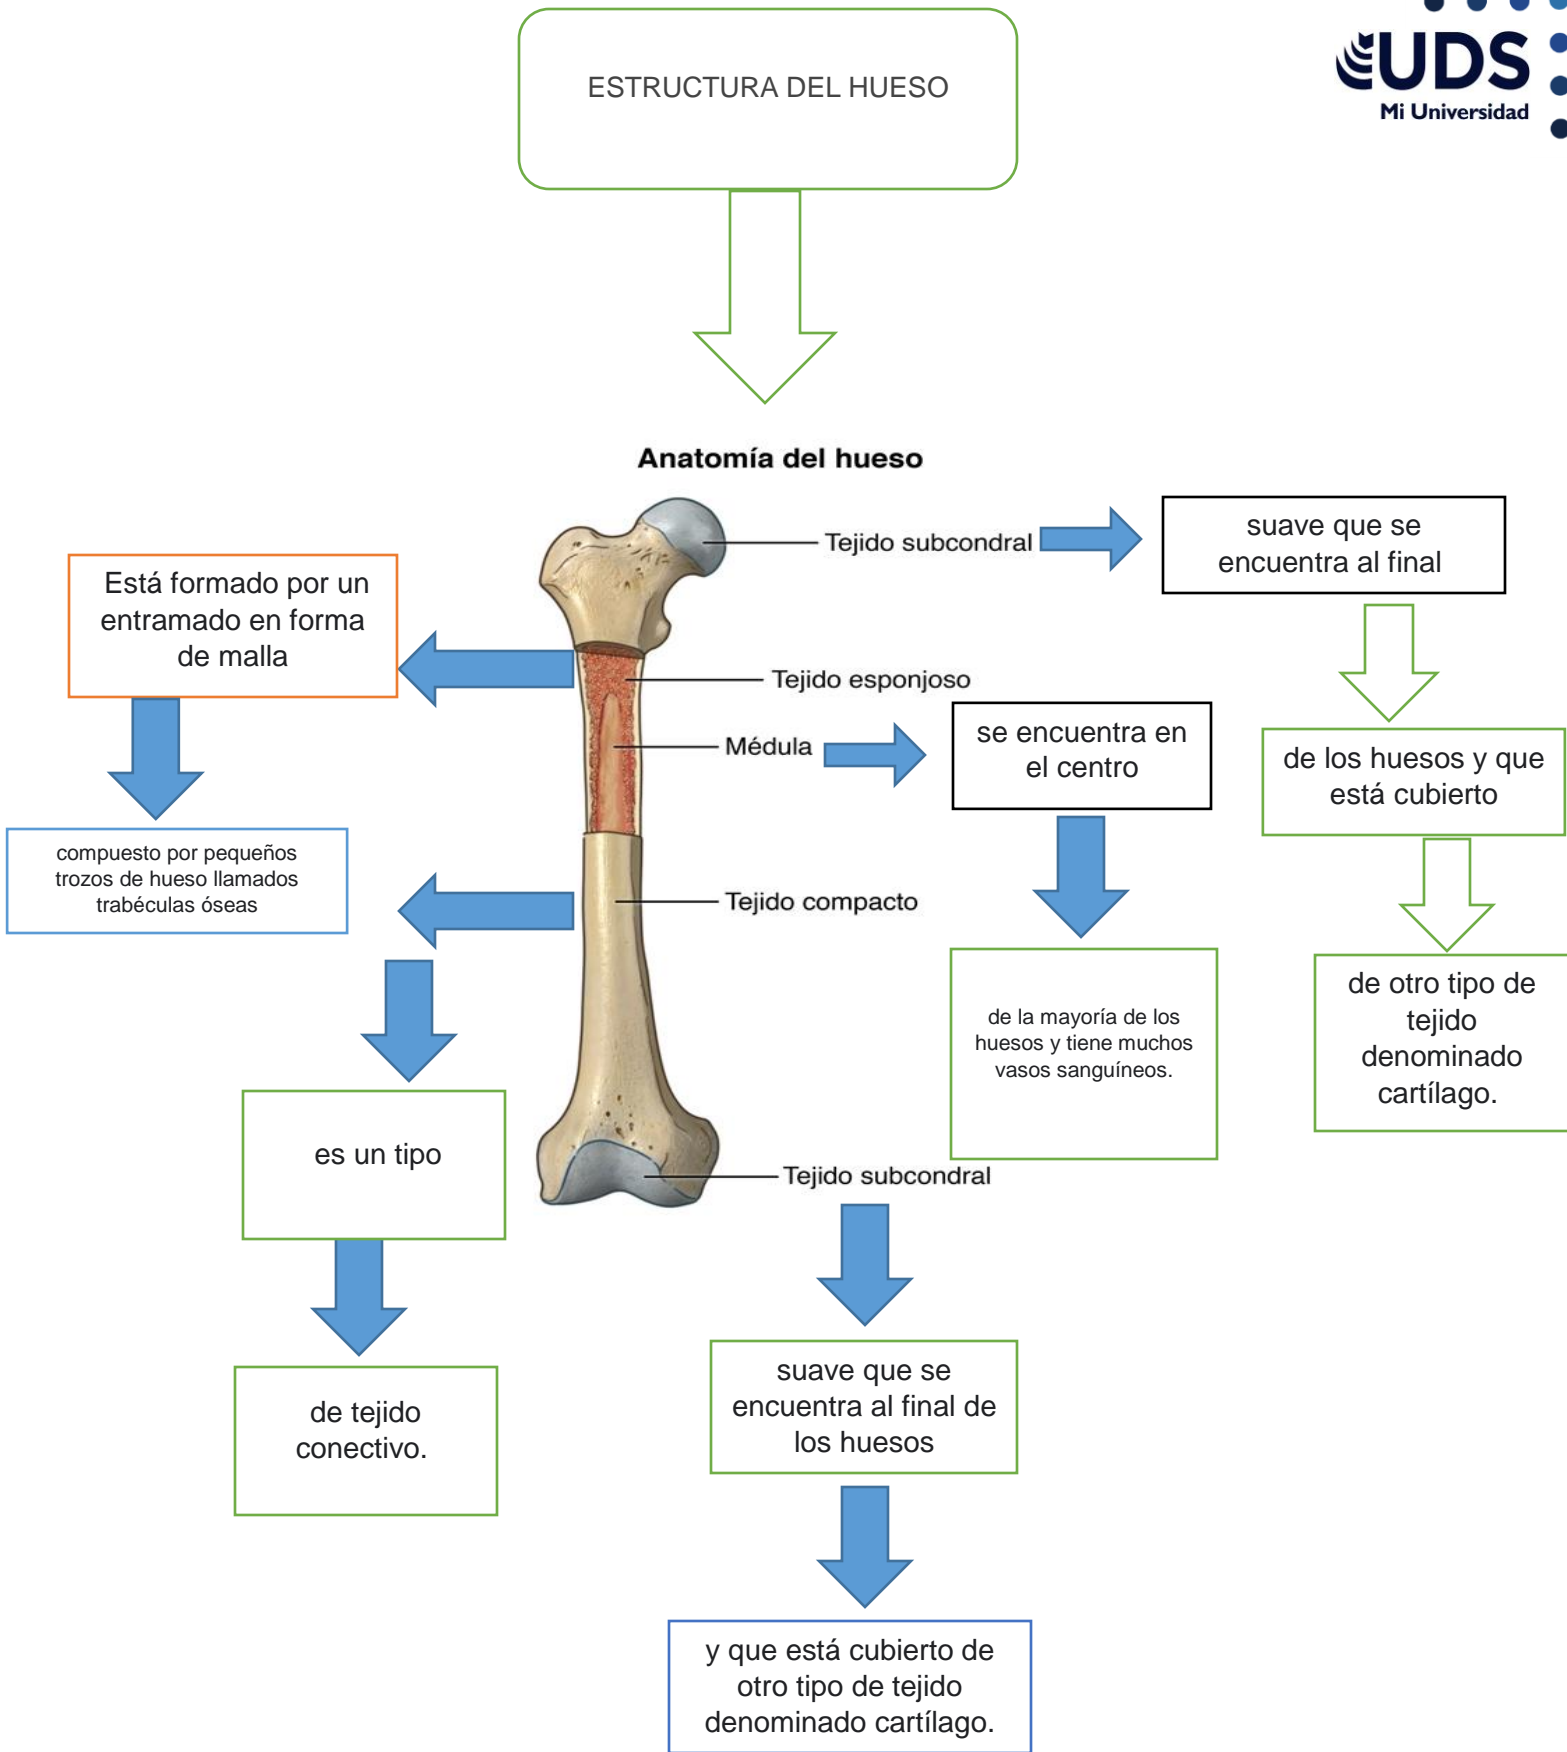 ESTRUCTURA DEL HUESO
UDS
Mi Universidad
Anatomía del hueso
Tejido subcondral
suave que se
encuentra al final
de los huesos y que
está cubierto
de otro tipo de
tejido
denominado
cartílago.
Está formado por un
entramado en forma
de malla
compuesto por pequeños
trozos de hueso llamados
trabéculas óseas
Tejido esponjoso
Médula
se encuentra en
el centro
de la mayoría de los
huesos y tiene muchos
vasos sanguíneos.
Tejido compacto
es un tipo
de tejido
conectivo.
Tejido subcondral
suave que se
encuentra al final de
los huesos
y que está cubierto de
otro tipo de tejido
denominado cartílago.